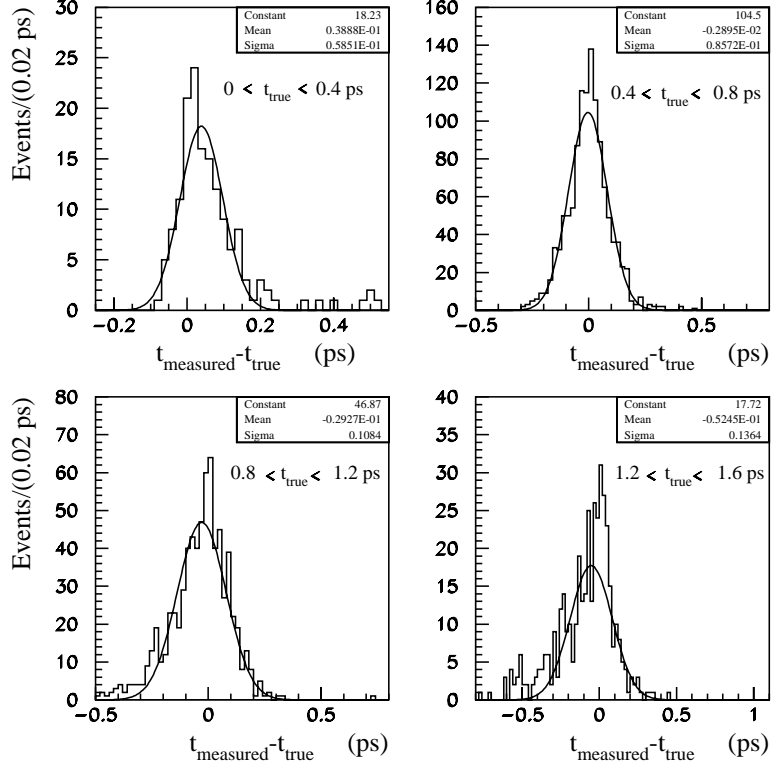 Events/(0.02 ps)
30
25
20
15
10
5
0
Constant 18.23
Mean 0.3888E-01
Sigma 0.5851E-01
0 < t_true < 0.4 ps
-0.2 0 0.2 0.4
t_measured-t_true (ps)
160
140
120
100
80
60
40
20
0
Constant 104.5
Mean -0.2895E-02
Sigma 0.8572E-01
0.4 < t_true < 0.8 ps
-0.5 0 0.5
t_measured-t_true (ps)
Events/(0.02 ps)
80
70
60
50
40
30
20
10
0
Constant 46.87
Mean -0.2927E-01
Sigma 0.1084
0.8 < t_true < 1.2 ps
-0.5 0 0.5
t_measured-t_true (ps)
40
35
30
25
20
15
10
5
0
Constant 17.72
Mean -0.5245E-01
Sigma 0.1364
1.2 < t_true < 1.6 ps
-0.5 0 0.5 1
t_measured-t_true (ps)